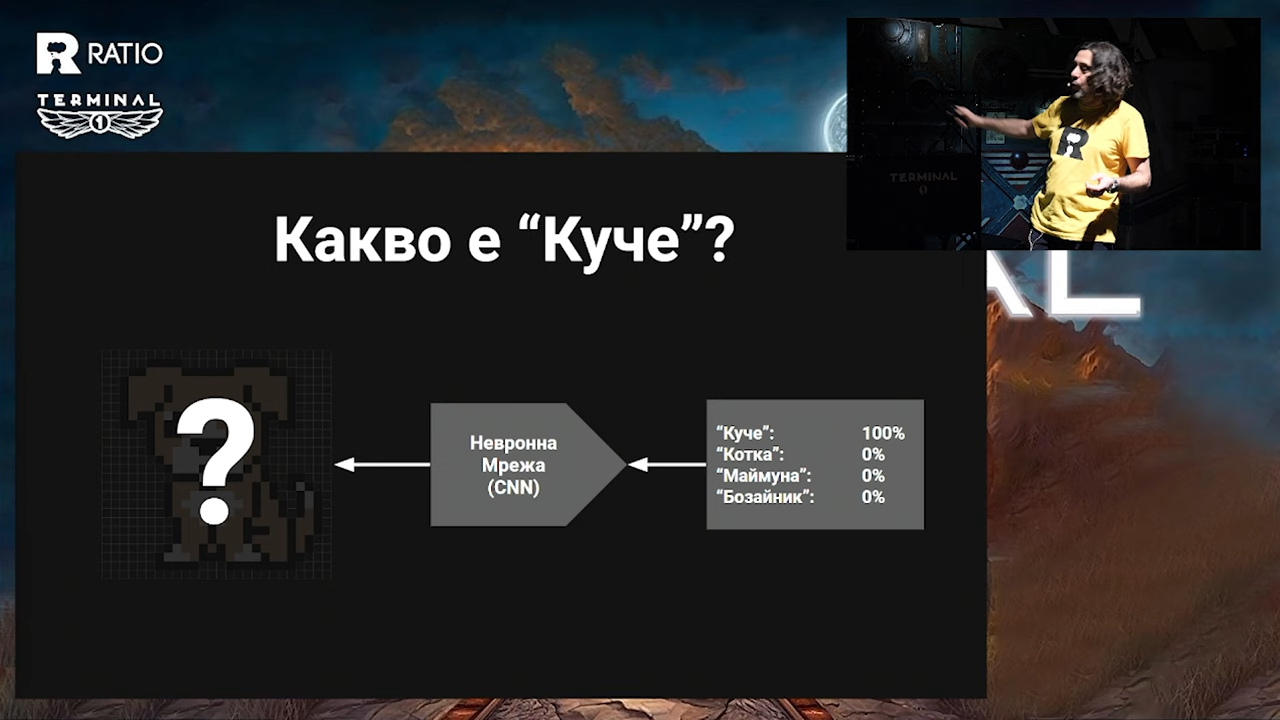 R RATIO
TERMINAL
1
TERMINAL
1
Какво е “Куче”?
?
Невронна
Мрежа
(CNN)
“Куче”: 100%
“Котка”: 0%
“Маймуна”: 0%
“Бозайник”: 0%